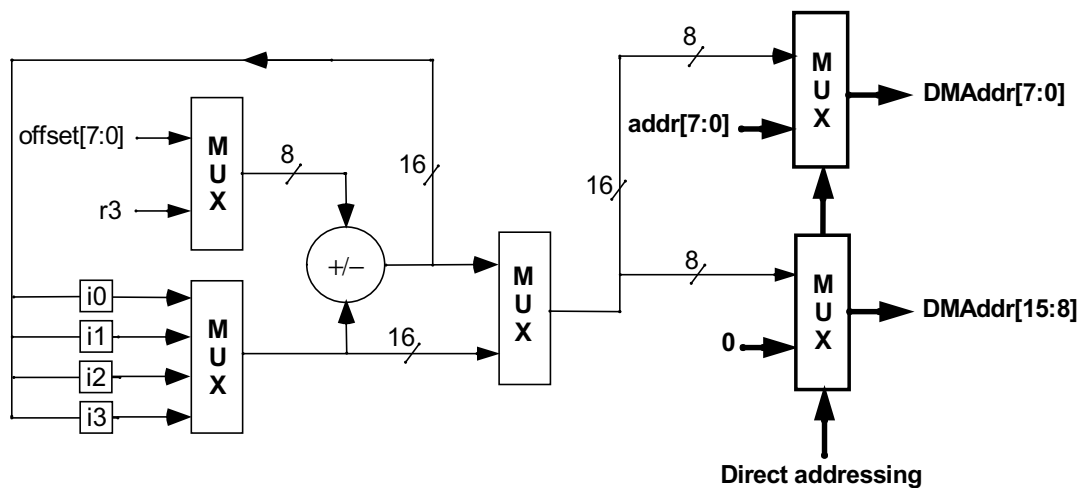 8
M
U
X
DMAddr[7:0]
addr[7:0]
offset[7:0]
M
U
X
8
16
r3
16
+/−
M
U
X
8
M
U
X
DMAddr[15:8]
0
i0
i1
i2
i3
M
U
X
16
Direct addressing